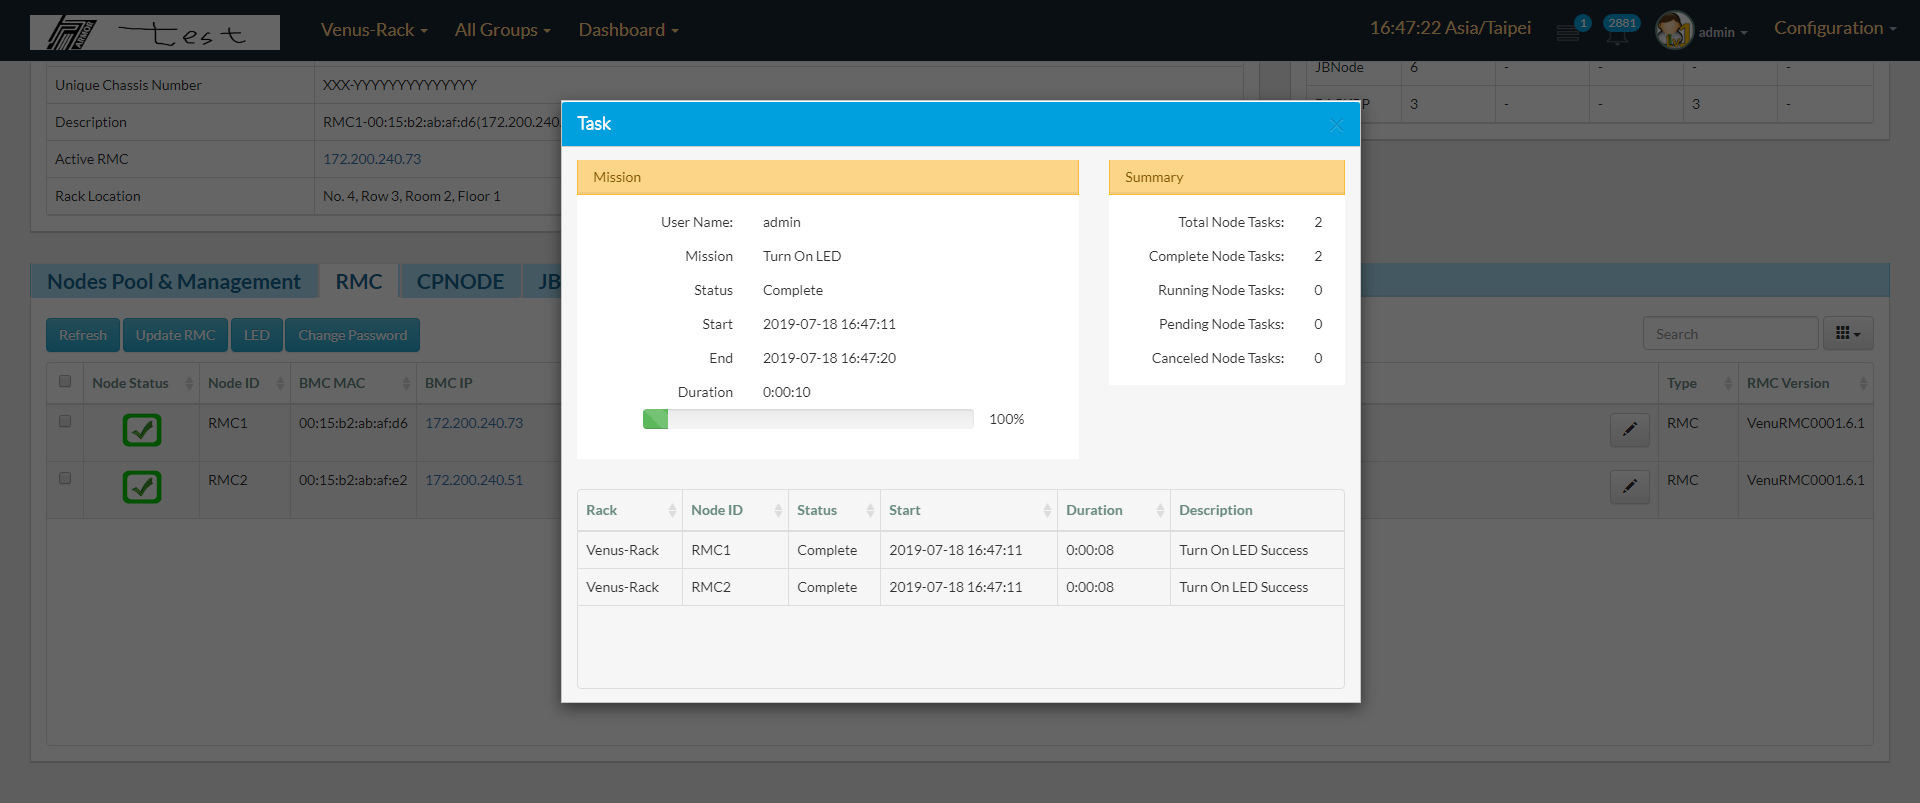 ARMOR test Venus-Rack All Groups Dashboard 16:47:22 Asia/Taipei 1 2881 admin Configuration
Unique Chassis Number XXX-YYYYYYYYYYYYYY
Description RMC1-00:15:b2:ab:af:d6(172.200.240.
Active RMC 172.200.240.73
Rack Location No. 4, Row 3, Room 2, Floor 1
JBNode 6 - - - -
3 - - 3 -
Task ×
Mission
User Name: admin
Mission Turn On LED
Status Complete
Start 2019-07-18 16:47:11
End 2019-07-18 16:47:20
Duration 0:00:10
100%
Summary
Total Node Tasks: 2
Complete Node Tasks: 2
Running Node Tasks: 0
Pending Node Tasks: 0
Canceled Node Tasks: 0
Rack Node ID Status Start Duration Description
Venus-Rack RMC1 Complete 2019-07-18 16:47:11 0:00:08 Turn On LED Success
Venus-Rack RMC2 Complete 2019-07-18 16:47:11 0:00:08 Turn On LED Success
Nodes Pool & Management RMC CPNODE JB
Refresh Update RMC LED Change Password Search
Node Status Node ID BMC MAC BMC IP Type RMC Version
RMC1 00:15:b2:ab:af:d6 172.200.240.73 RMC VenuRMC0001.6.1
RMC2 00:15:b2:ab:af:e2 172.200.240.51 RMC VenuRMC0001.6.1